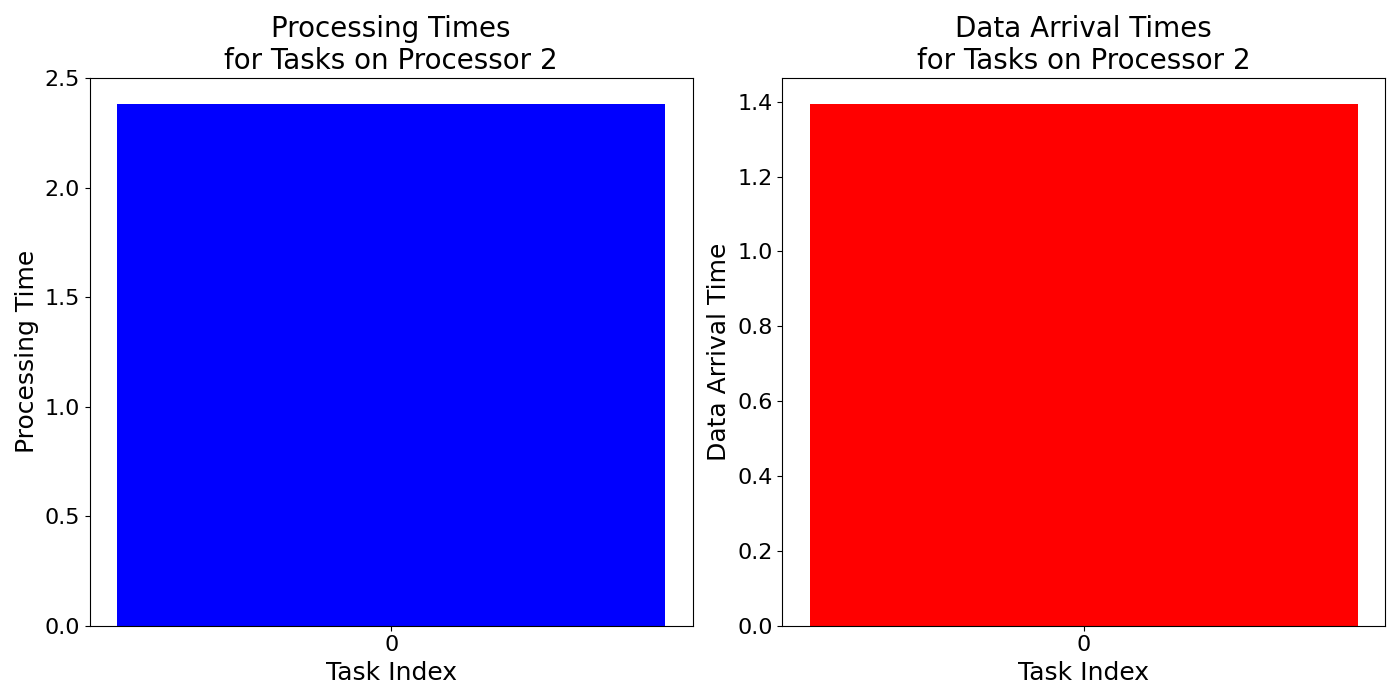 Processing Times
for Tasks on Processor 2
2.5
2.0
1.5
1.0
0.5
0.0
Processing Time
0
Task Index
Data Arrival Times
for Tasks on Processor 2
1.4
1.2
1.0
0.8
0.6
0.4
0.2
0.0
Data Arrival Time
0
Task Index